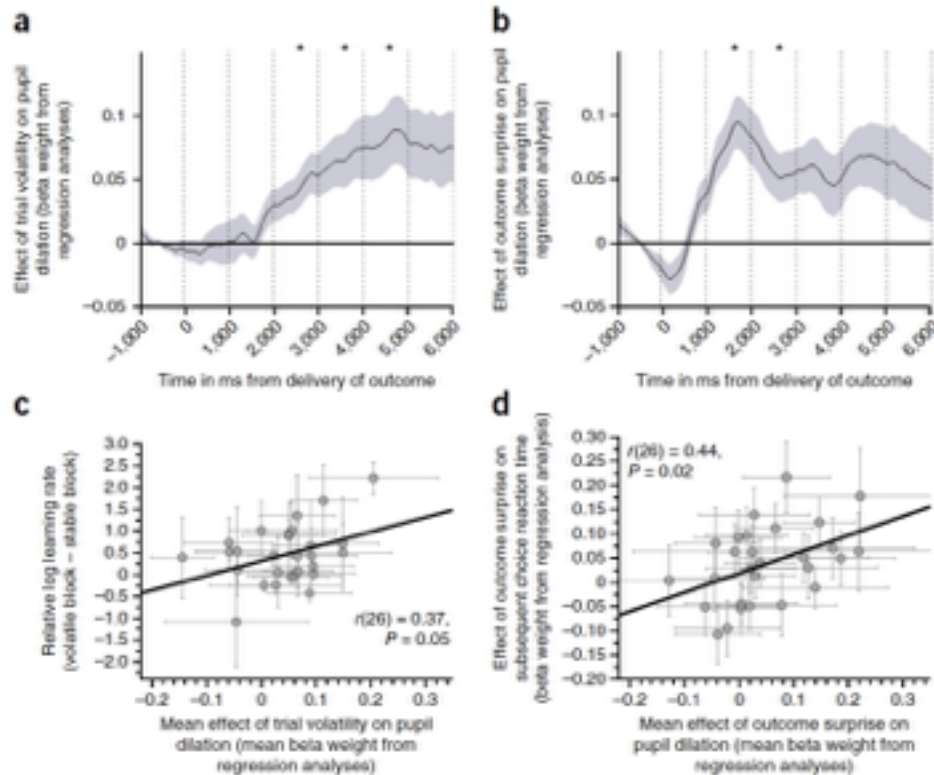 a
Effect of trial volatility on pupil
dilation (beta weight from
regression analyses)
0.1
0.05
0
−0.05
* * *
−1,000 0 1,000 2,000 3,000 4,000 5,000 6,000
Time in ms from delivery of outcome
b
Effect of outcome surprise on pupil
dilation (beta weight from
regression analyses)
0.1
0.05
0
−0.05
* *
−1,000 0 1,000 2,000 3,000 4,000 5,000 6,000
Time in ms from delivery of outcome
c
Relative log learning rate
(volatile block – stable block)
3.0
2.5
2.0
1.5
1.0
0.5
0
−0.5
−1.0
−1.5
−2.0
r(26) = 0.37,
P = 0.05
−0.2 −0.1 0 0.1 0.2 0.3
Mean effect of trial volatility on pupil
dilation (mean beta weight from
regression analyses)
d
Effect of outcome surprise on
subsequent choice reaction time
(beta weight from regression analysis)
0.30
0.25
0.20
0.15
0.10
0.05
0
−0.05
−0.10
−0.15
−0.20
r(26) = 0.44,
P = 0.02
−0.2 −0.1 0 0.1 0.2 0.3
Mean effect of outcome surprise on
pupil dilation (mean beta weight from
regression analyses)